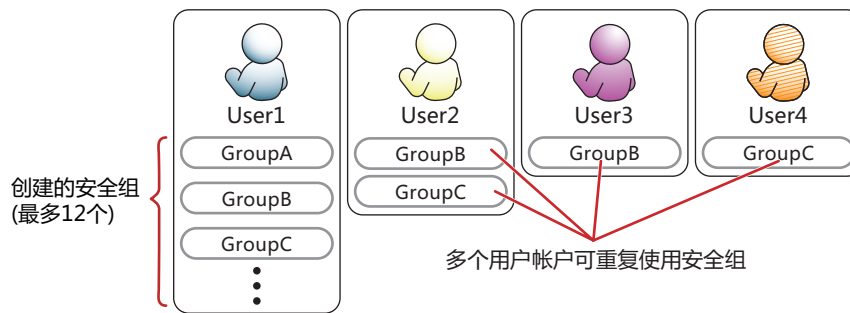 User1
User2
User3
User4
GroupA
GroupB
GroupC
GroupB
GroupC
GroupB
GroupC
创建的安全组
(最多12个)
多个用户帐户可重复使用安全组